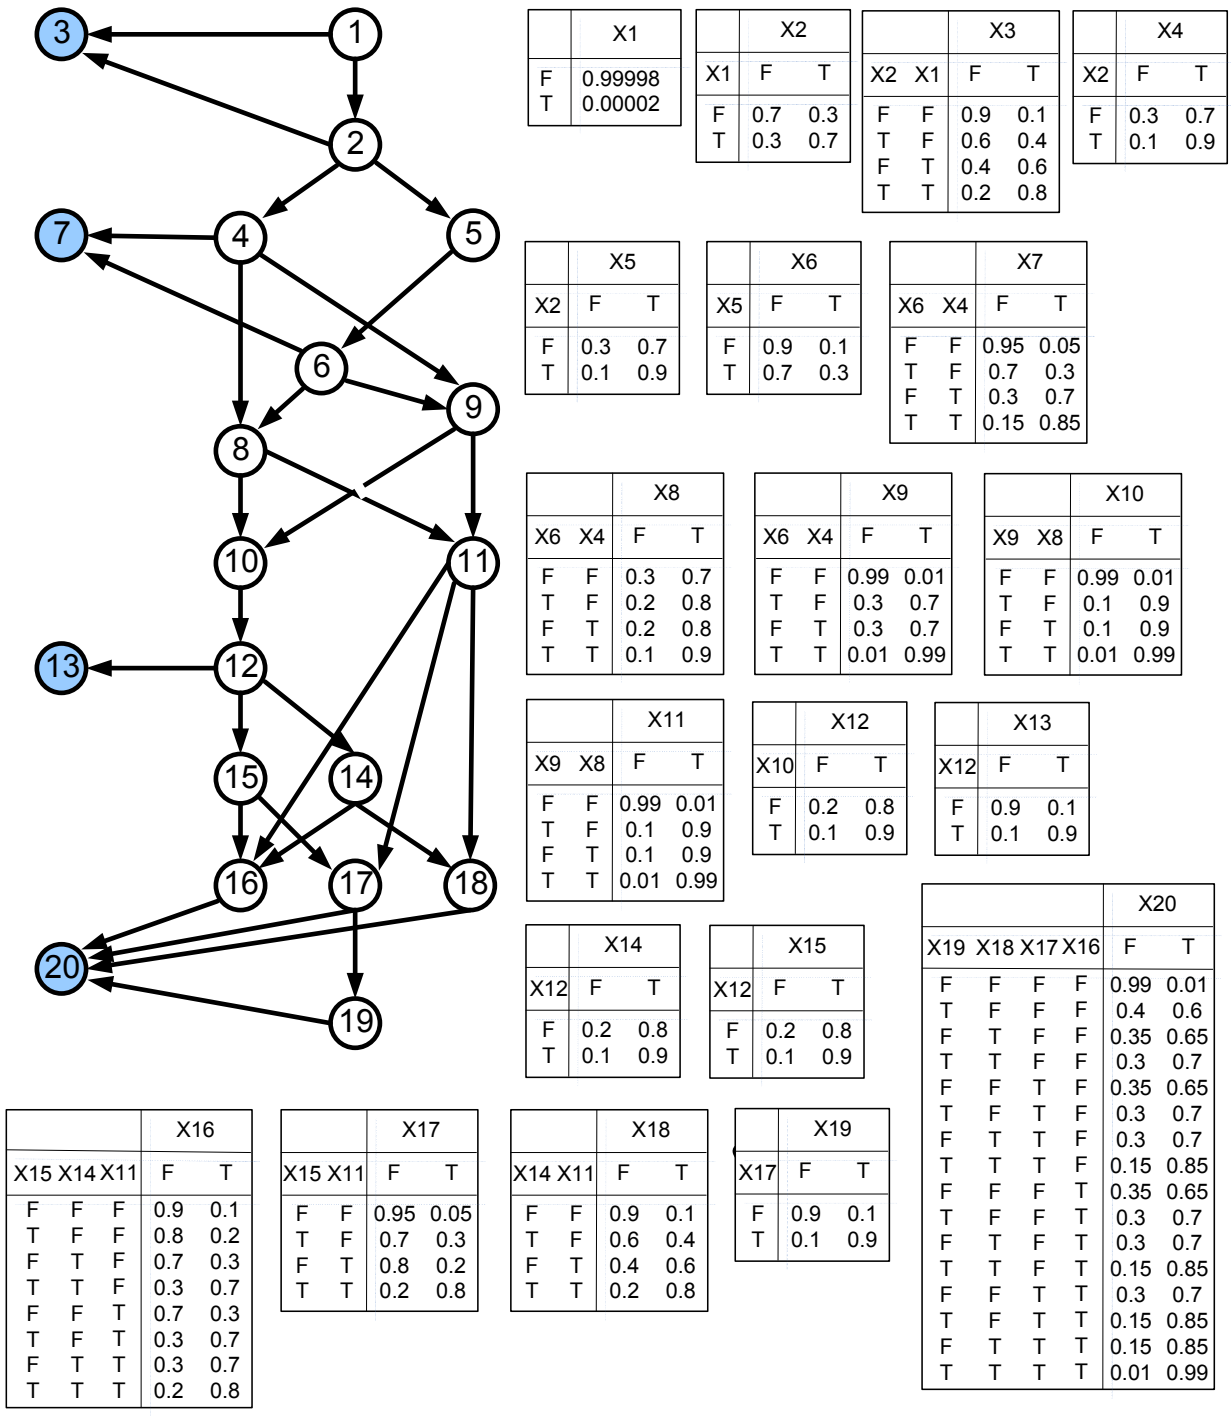 3
1
2
7
4
5
6
9
8
10
11
13
12
15
14
16
17
18
20
19
X1
F 0.99998
T 0.00002
X2
X1 F T
F 0.7 0.3
T 0.3 0.7
X3
X2 X1 F T
F F 0.9 0.1
T F 0.6 0.4
F T 0.4 0.6
T T 0.2 0.8
X4
X2 F T
F 0.3 0.7
T 0.1 0.9
X5
X2 F T
F 0.3 0.7
T 0.1 0.9
X6
X5 F T
F 0.9 0.1
T 0.7 0.3
X7
X6 X4 F T
F F 0.95 0.05
T F 0.7 0.3
F T 0.3 0.7
T T 0.15 0.85
X8
X6 X4 F T
F F 0.3 0.7
T F 0.2 0.8
F T 0.2 0.8
T T 0.1 0.9
X9
X6 X4 F T
F F 0.99 0.01
T F 0.3 0.7
F T 0.3 0.7
T T 0.01 0.99
X10
X9 X8 F T
F F 0.99 0.01
T F 0.1 0.9
F T 0.1 0.9
T T 0.01 0.99
X11
X9 X8 F T
F F 0.99 0.01
T F 0.1 0.9
F T 0.1 0.9
T T 0.01 0.99
X12
X10 F T
F 0.2 0.8
T 0.1 0.9
X13
X12 F T
F 0.9 0.1
T 0.1 0.9
X14
X12 F T
F 0.2 0.8
T 0.1 0.9
X15
X12 F T
F 0.2 0.8
T 0.1 0.9
X20
X19 X18 X17 X16 F T
F F F F 0.99 0.01
T F F F 0.4 0.6
F T F F 0.35 0.65
T T F F 0.3 0.7
F F T F 0.35 0.65
T F T F 0.3 0.7
F T T F 0.3 0.7
T T T F 0.15 0.85
F F F T 0.35 0.65
T F F T 0.3 0.7
F T F T 0.3 0.7
T T F T 0.15 0.85
F F T T 0.3 0.7
T F T T 0.15 0.85
F T T T 0.15 0.85
T T T T 0.01 0.99
X16
X15 X14 X11 F T
F F F 0.9 0.1
T F F 0.8 0.2
F T F 0.7 0.3
T T F 0.3 0.7
F F T 0.7 0.3
T F T 0.3 0.7
F T T 0.3 0.7
T T T 0.2 0.8
X17
X15 X11 F T
F F 0.95 0.05
T F 0.7 0.3
F T 0.8 0.2
T T 0.2 0.8
X18
X14 X11 F T
F F 0.9 0.1
T F 0.6 0.4
F T 0.4 0.6
T T 0.2 0.8
X19
X17 F T
F 0.9 0.1
T 0.1 0.9